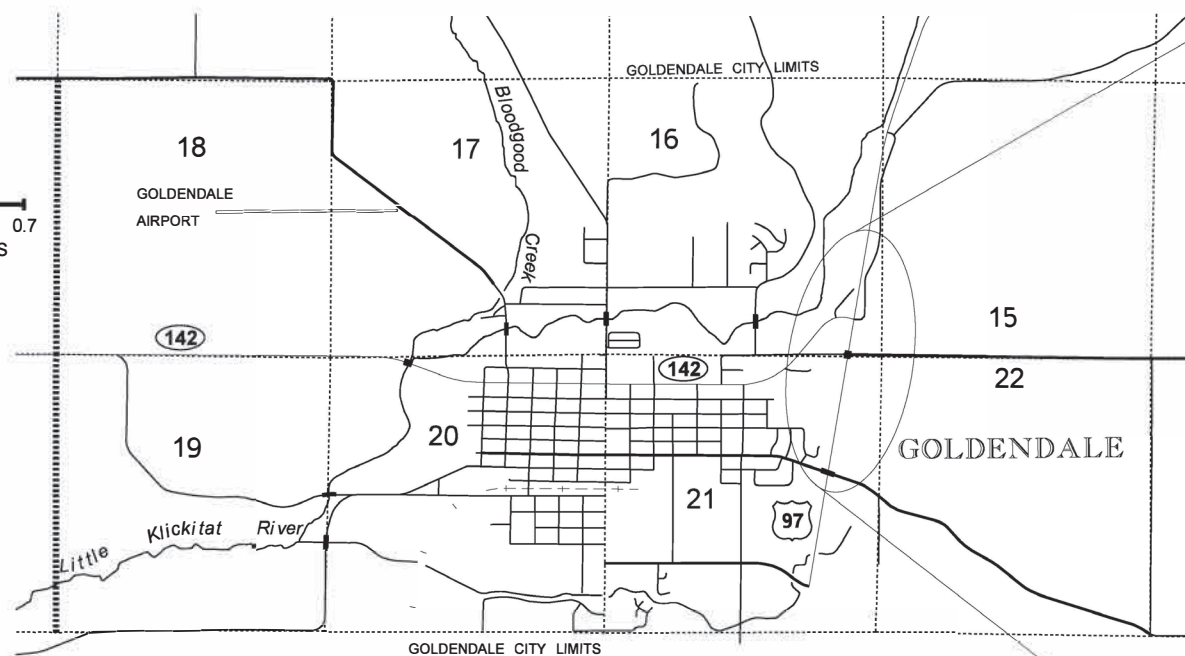 GOLDENDALE CITY LIMITS
18
17
Bloodgood
16
GOLDENDALE
AIRPORT
0.7
S
Creek
142
15
142
22
19
20
GOLDENDALE
21
97
Little Klickitat River
GOLDENDALE CITY LIMITS